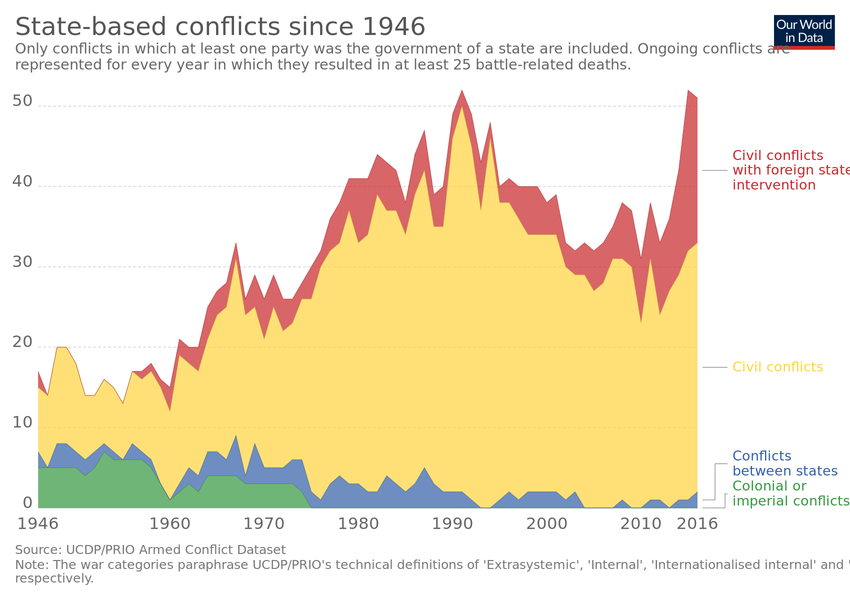 State-based conflicts since 1946
Our World
in Data
Only conflicts in which at least one party was the government of a state are included. Ongoing conflicts are
represented for every year in which they resulted in at least 25 battle-related deaths.
50
40
30
20
10
0
Civil conflicts
with foreign state
intervention
Civil conflicts
Conflicts
between states
Colonial or
imperial conflicts
1946
1960
1970
1980
1990
2000
2010
2016
Source: UCDP/PRIO Armed Conflict Dataset
Note: The war categories paraphrase UCDP/PRIO's technical definitions of 'Extrasystemic', 'Internal', 'Internationalised internal' and '
respectively.